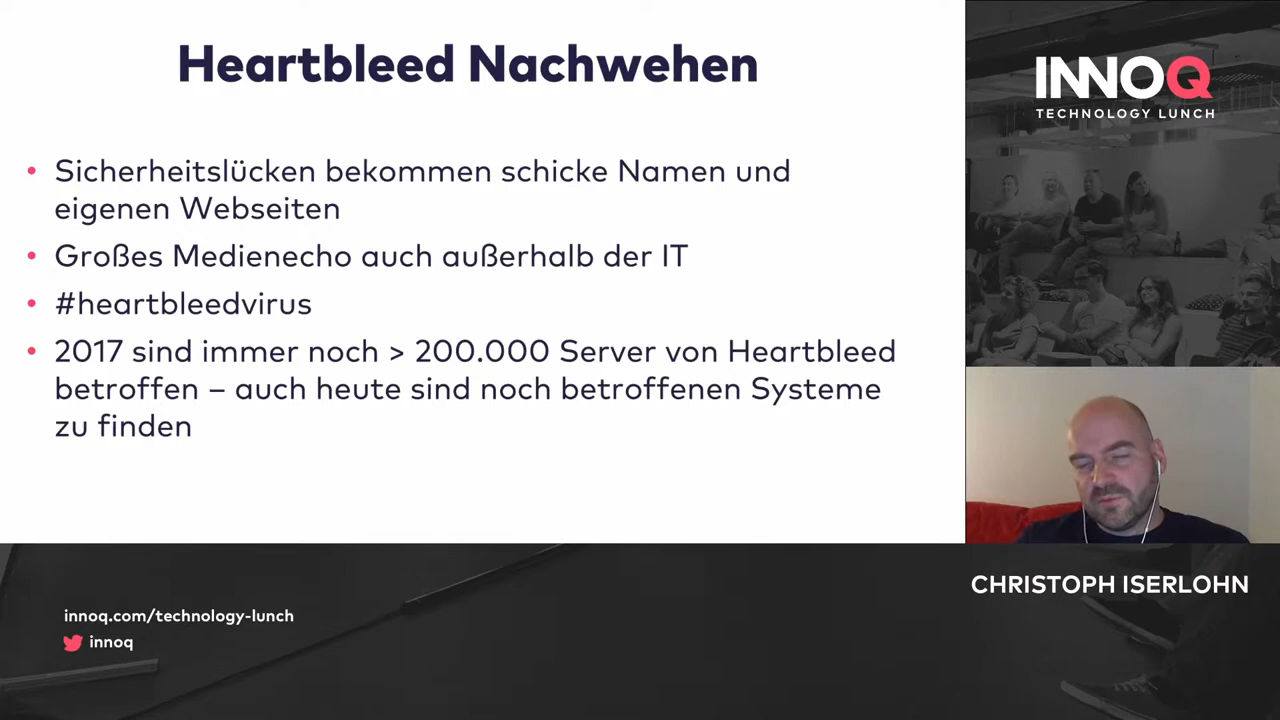 Heartbleed Nachwehen
• Sicherheitslücken bekommen schicke Namen und
eigenen Webseiten
• Großes Medienecho auch außerhalb der IT
• #heartbleedvirus
• 2017 sind immer noch > 200.000 Server von Heartbleed
betroffen – auch heute sind noch betroffenen Systeme
zu finden
INNOQ
TECHNOLOGY LUNCH
CHRISTOPH ISERLOHN
innoq.com/technology-lunch
innoq